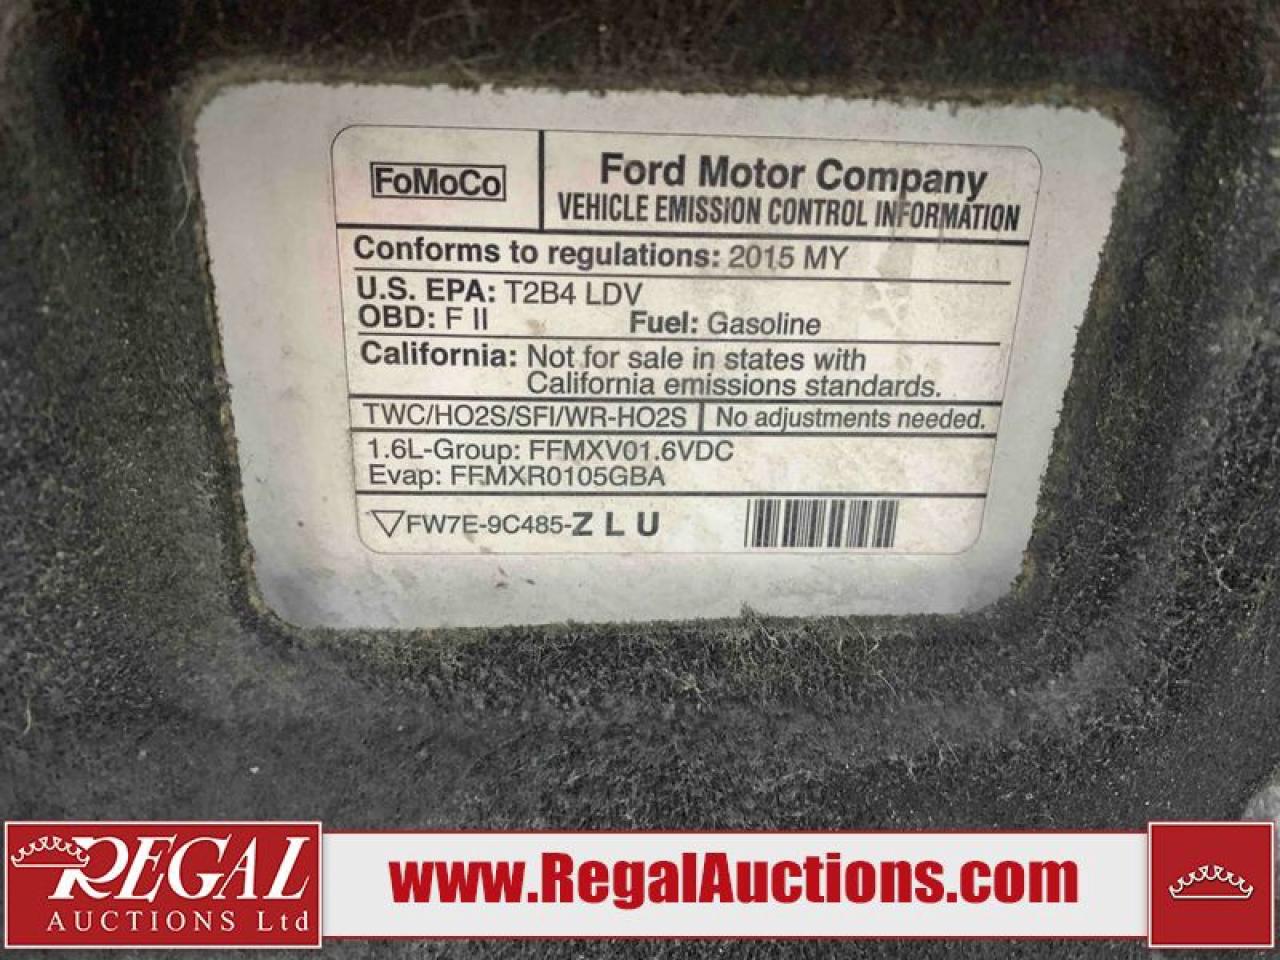 FoMoCo
Ford Motor Company
VEHICLE EMISSION CONTROL INFORMATION
Conforms to regulations: 2015 MY
U.S. EPA: T2B4 LDV
OBD: F II Fuel: Gasoline
California: Not for sale in states with
California emissions standards.
TWC/HO2S/SFI/WR-HO2S No adjustments needed.
1.6L-Group: FFMXV01.6VDC
Evap: FFMXR0105GBA
FW7E-9C485-Z L U
REGAL
AUCTIONS Ltd
www.RegalAuctions.com